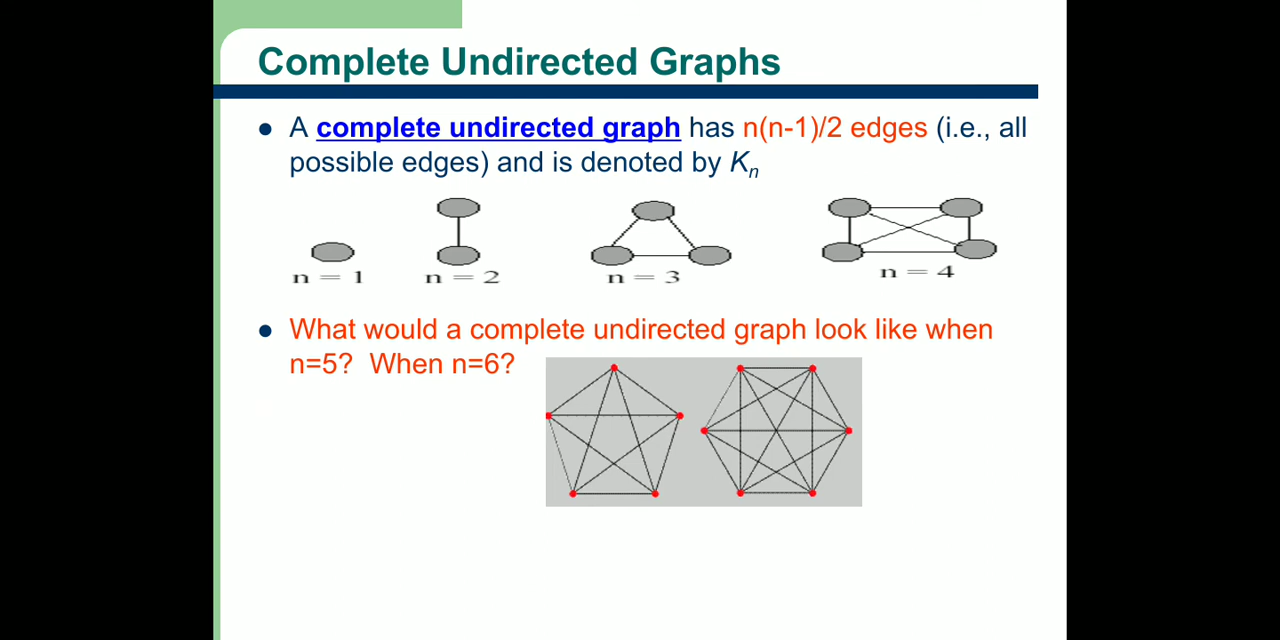 Complete Undirected Graphs
● A complete undirected graph has n(n-1)/2 edges (i.e., all
possible edges) and is denoted by Kn
n = 1
n = 2
n = 3
n = 4
● What would a complete undirected graph look like when
n=5?  When n=6?